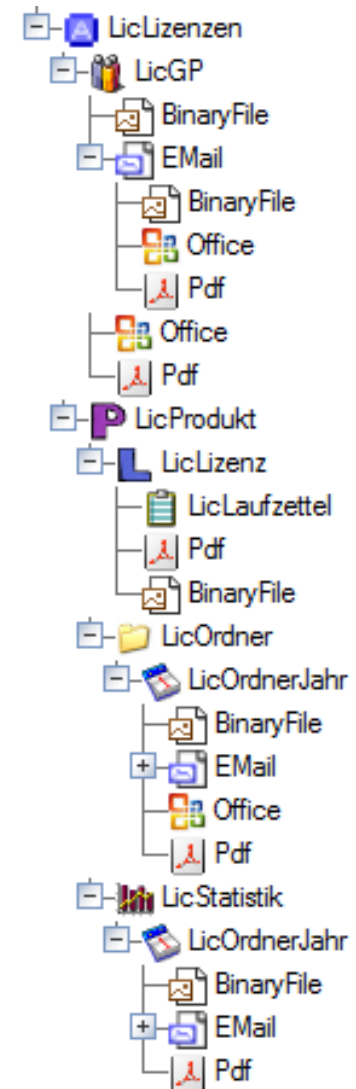 LicLizenzen
LicGP
BinaryFile
EMail
BinaryFile
Office
Pdf
Office
Pdf
LicProdukt
LicLizenz
LicLaufzettel
Pdf
BinaryFile
LicOrdner
LicOrdnerJahr
BinaryFile
EMail
Office
Pdf
LicStatistik
LicOrdnerJahr
BinaryFile
EMail
Pdf